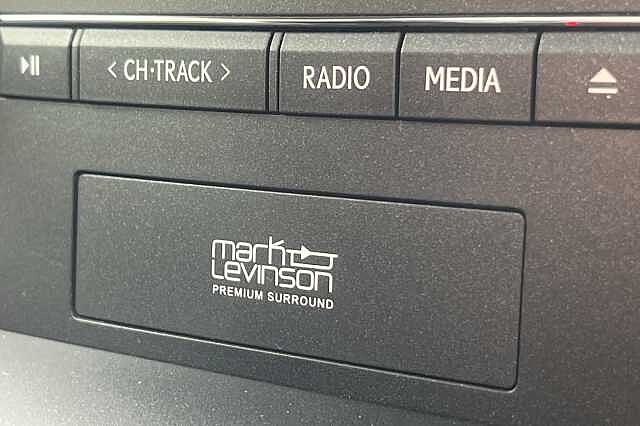 < CH·TRACK >
RADIO
MEDIA
mark
Levinson
PREMIUM SURROUND